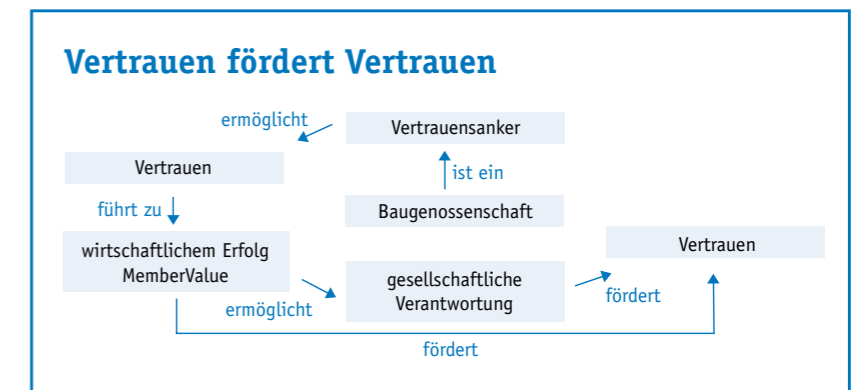 Vertrauen fördert Vertrauen
ermöglicht
Vertrauensanker
Vertrauen
ist ein
führt zu
Baugenossenschaft
wirtschaftlichem Erfolg
MemberValue
Vertrauen
gesellschaftliche
Verantwortung
ermöglicht
fördert
fördert